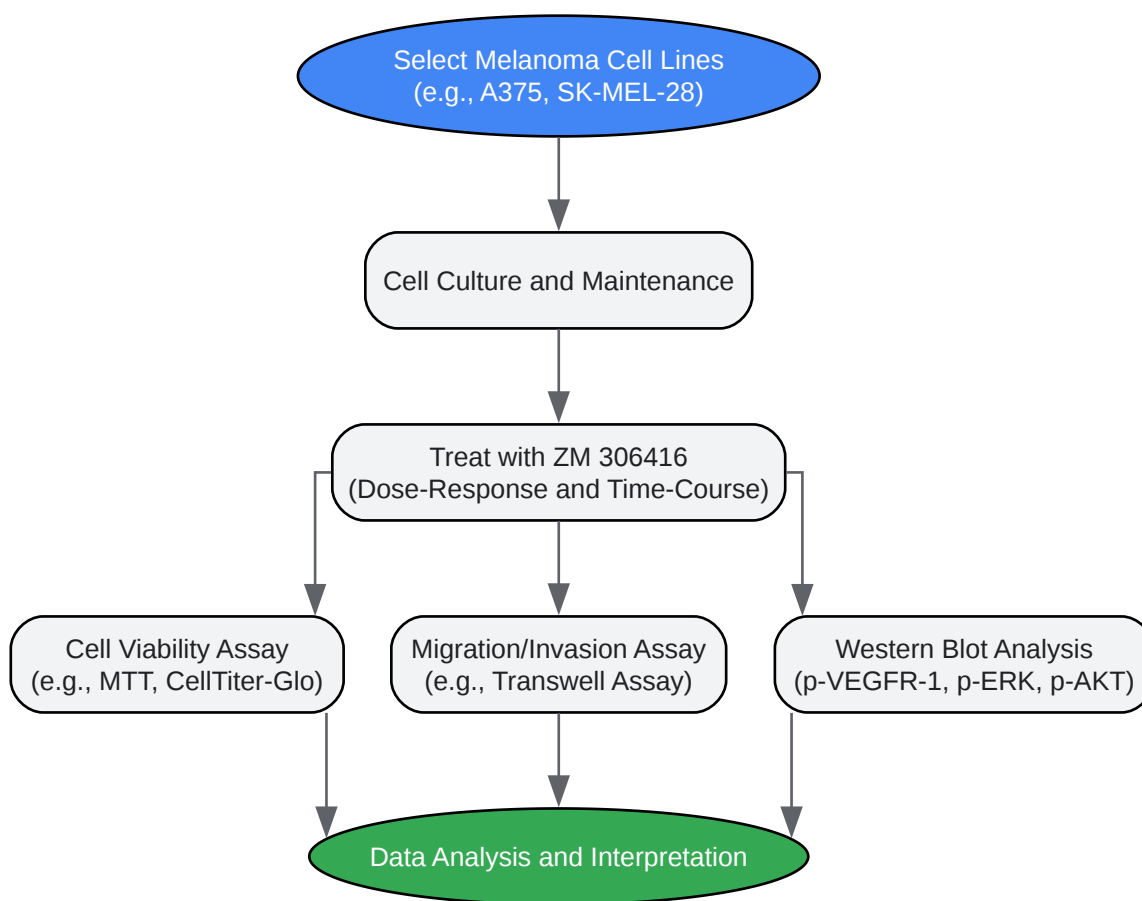 Select Melanoma Cell Lines
(e.g., A375, SK-MEL-28)
Cell Culture and Maintenance
Treat with ZM 306416
(Dose-Response and Time-Course)
Cell Viability Assay
(e.g., MTT, CellTiter-Glo)
Migration/Invasion Assay
(e.g., Transwell Assay)
Western Blot Analysis
(p-VEGFR-1, p-ERK, p-AKT)
Data Analysis and Interpretation